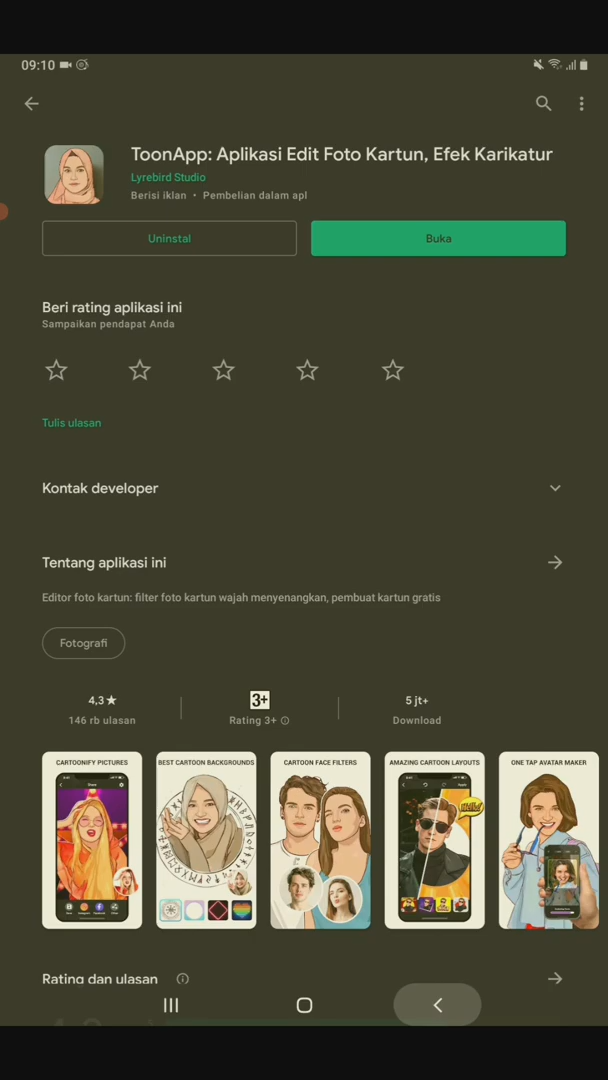 09:10
ToonApp: Aplikasi Edit Foto Kartun, Efek Karikatur
Lyrebird Studio
Berisi iklan • Pembelian dalam apl
Uninstal
Buka
Beri rating aplikasi ini
Sampaikan pendapat Anda
Tulis ulasan
Kontak developer
Tentang aplikasi ini
Editor foto kartun: filter foto kartun wajah menyenangkan, pembuat kartun gratis
Fotografi
4,3★
146 rb ulasan
3+
Rating 3+
5 jt+
Download
CARTOONIFY PICTURES
BEST CARTOON BACKGROUNDS
CARTOON FACE FILTERS
AMAZING CARTOON LAYOUTS
Hello!
ONE TAP AVATAR MAKER
Rating dan ulasan